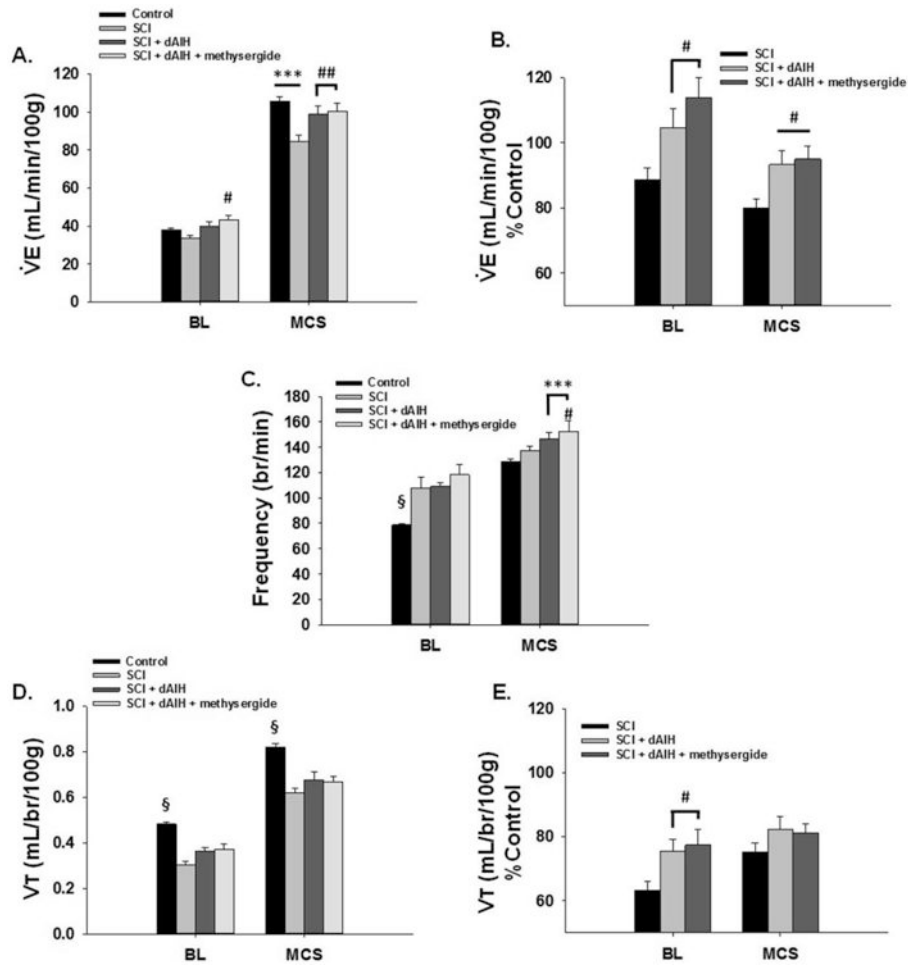 A.
Control
SCI
SCI + dAIH
SCI + dAIH + methysergide
V̇E (mL/min/100g)
120
100
80
60
40
20
0
***
##
#
BL
MCS
B.
SCI
SCI + dAIH
SCI + dAIH + methysergide
V̇E (mL/min/100g)
% Control
120
100
80
60
#
#
BL
MCS
C.
Control
SCI
SCI + dAIH
SCI + dAIH + methysergide
Frequency (br/min)
180
160
140
120
100
80
60
40
20
0
§
***
#
BL
MCS
D.
Control
SCI
SCI + dAIH
SCI + dAIH + methysergide
VT (mL/br/100g)
1.0
0.8
0.6
0.4
0.2
0.0
§
§
BL
MCS
E.
SCI
SCI + dAIH
SCI + dAIH + methysergide
VT (mL/br/100g)
% Control
120
100
80
60
#
BL
MCS